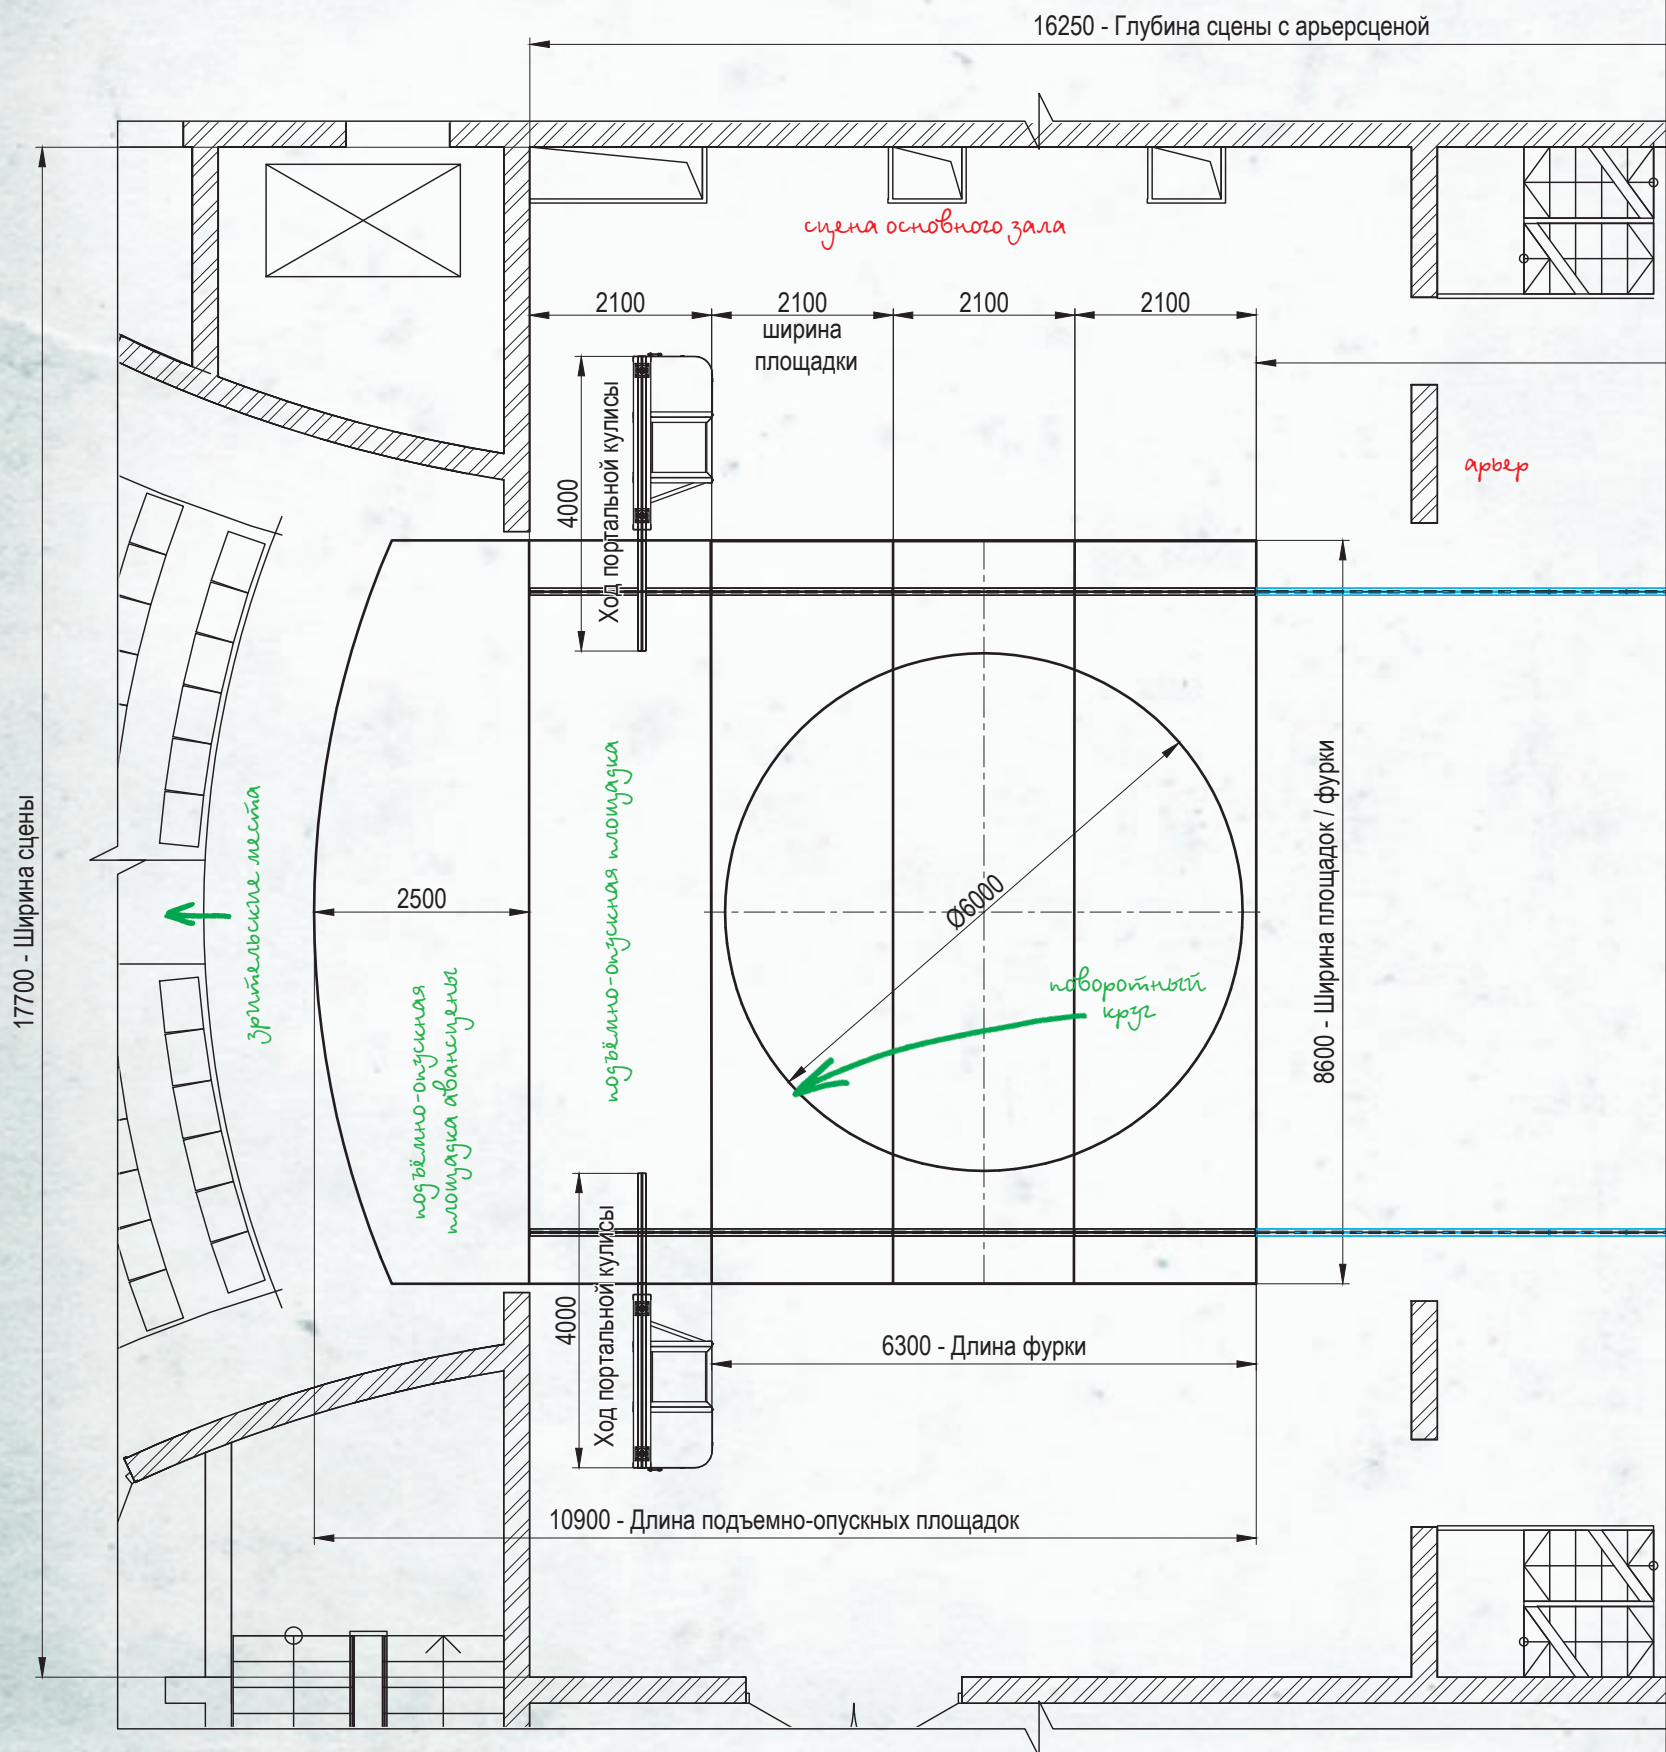 16250 - Глубина сцены с арьерсценой
сцена основного зала
2100
2100
2100
2100
ширина
площадки
4000
Ход портальной кулисы
арьер
17700 - Ширина сцены
зрительские места
2500
подъёмно-опускная
площадка авансцены
подъёмно-опускная площадка
Ø6000
поворотный
круг
8600 - Ширина площадок / фурки
4000
Ход портальной кулисы
6300 - Длина фурки
10900 - Длина подъемно-опускных площадок